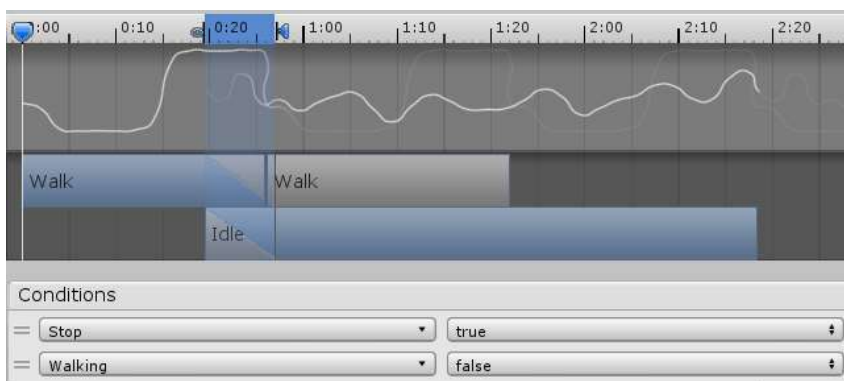 :00 0:10 0:20 1:00 1:10 1:20 2:00 2:10 2:20
Walk Walk
Idle
Conditions
Stop true
Walking false